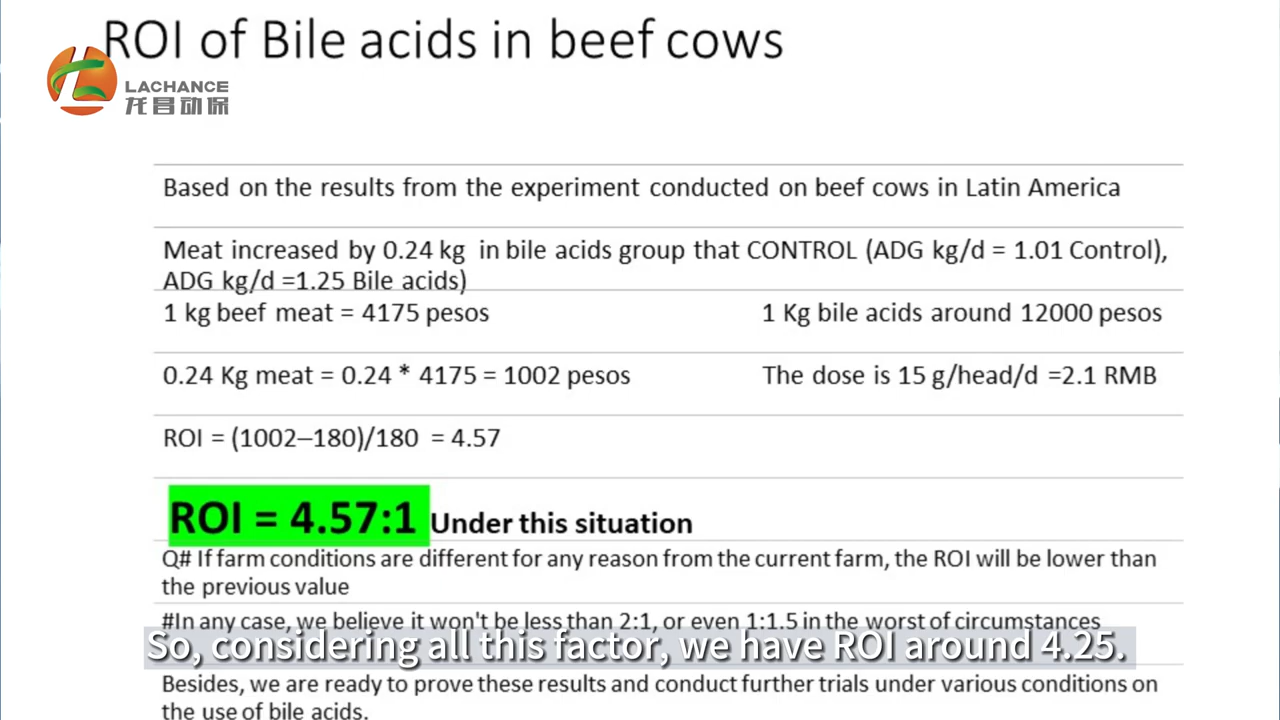 ROI of Bile acids in beef cows
LACHANCE
龙昌动保
Based on the results from the experiment conducted on beef cows in Latin America
Meat increased by 0.24 kg in bile acids group that CONTROL (ADG kg/d = 1.01 Control),
ADG kg/d =1.25 Bile acids)
1 kg beef meat = 4175 pesos
1 Kg bile acids around 12000 pesos
0.24 Kg meat = 0.24 * 4175 = 1002 pesos
The dose is 15 g/head/d =2.1 RMB
ROI = (1002–180)/180 = 4.57
ROI = 4.57:1 Under this situation
Q# If farm conditions are different for any reason from the current farm, the ROI will be lower than
the previous value
#In any case, we believe it won't be less than 2:1, or even 1:1.5 in the worst of circumstances
So, considering all this factor, we have ROI around 4.25.
Besides, we are ready to prove these results and conduct further trials under various conditions on
the use of bile acids.